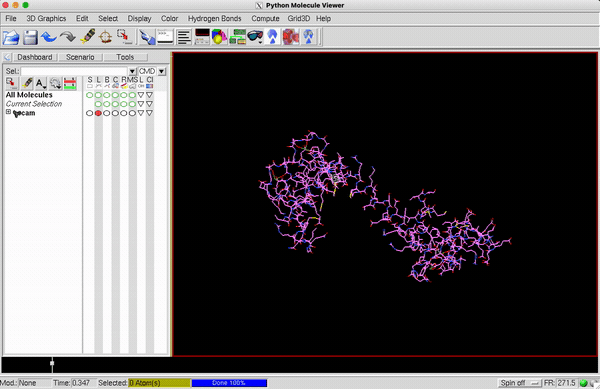 Python Molecule Viewer
File 3D Graphics Edit Select Display Color Hydrogen Bonds Compute Grid3D Help
Dashboard Scenario Tools
Sel.: CMD
S L B C R MS L Cl
All Molecules
Current Selection
Mod.: None Time: 0.347 Selected: 0 Atom(s) Done 100% Spin off FR: 271.5